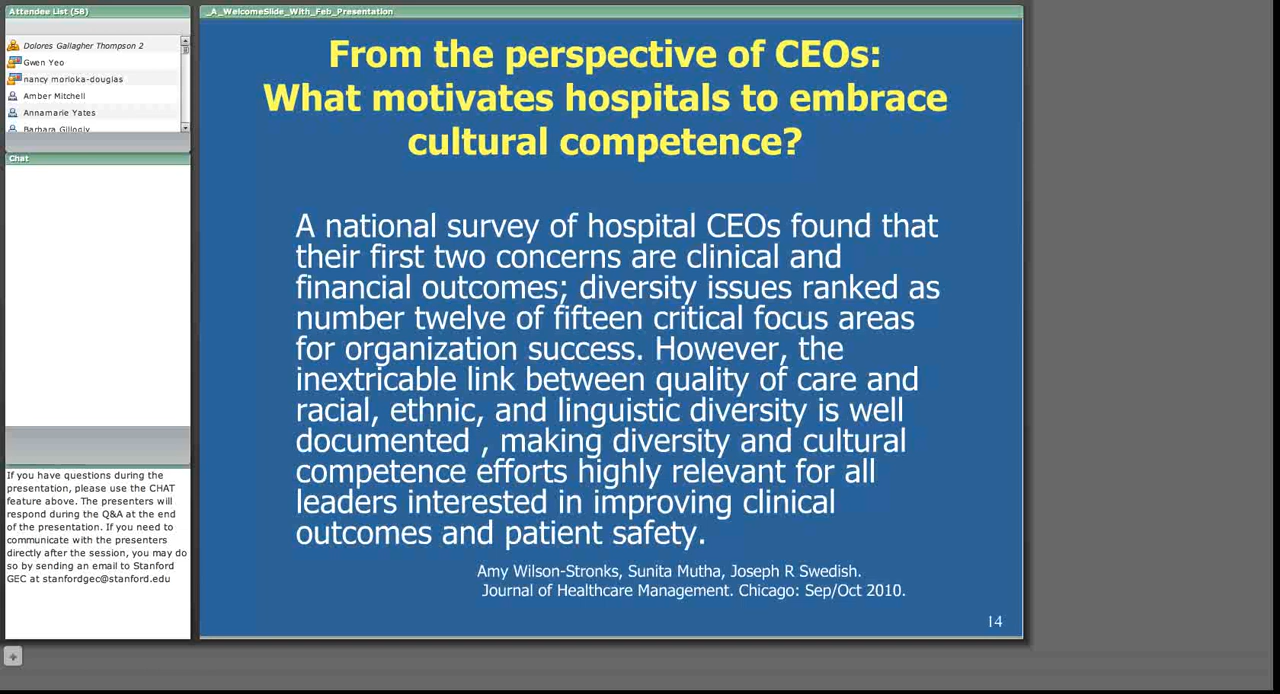 Attendee List (58)
Dolores Gallagher Thompson 2
Gwen Yeo
nancy morioka-douglas
Amber Mitchell
Annamarie Yates
Barbara Gillogly
Chat
If you have questions during the
presentation, please use the CHAT
feature above. The presenters will
respond during the Q&A at the end
of the presentation. If you need to
communicate with the presenters
directly after the session, you may do
so by sending an email to Stanford
GEC at stanfordgec@stanford.edu
_A_WelcomeSlide_With_Feb_Presentation
From the perspective of CEOs:
What motivates hospitals to embrace
cultural competence?
A national survey of hospital CEOs found that
their first two concerns are clinical and
financial outcomes; diversity issues ranked as
number twelve of fifteen critical focus areas
for organization success. However, the
inextricable link between quality of care and
racial, ethnic, and linguistic diversity is well
documented , making diversity and cultural
competence efforts highly relevant for all
leaders interested in improving clinical
outcomes and patient safety.
Amy Wilson-Stronks, Sunita Mutha, Joseph R Swedish.
Journal of Healthcare Management. Chicago: Sep/Oct 2010.
14